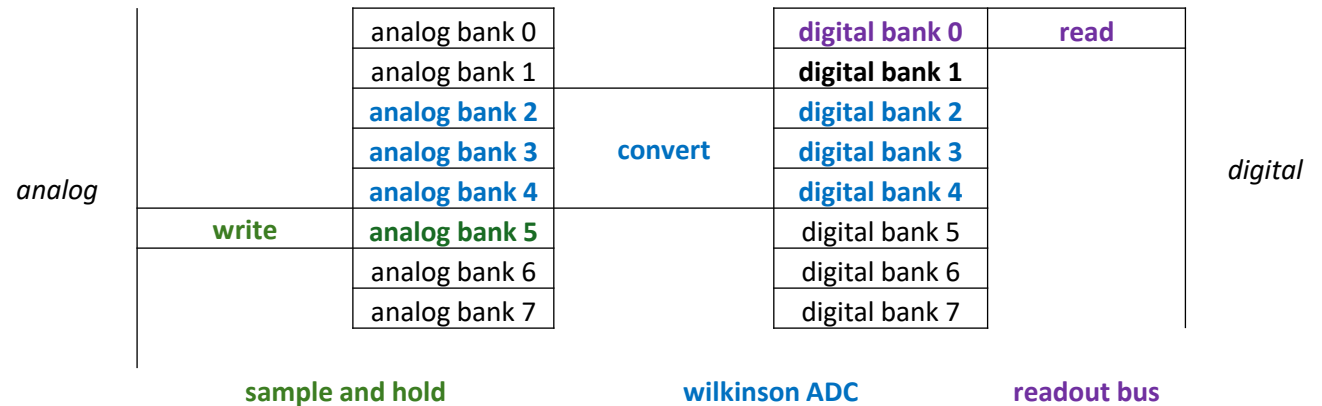 analog bank 0 digital bank 0 read
analog bank 1 digital bank 1
analog bank 2 digital bank 2
analog bank 3 convert digital bank 3
analog analog bank 4 digital bank 4 digital
write analog bank 5 digital bank 5
analog bank 6 digital bank 6
analog bank 7 digital bank 7
sample and hold wilkinson ADC readout bus